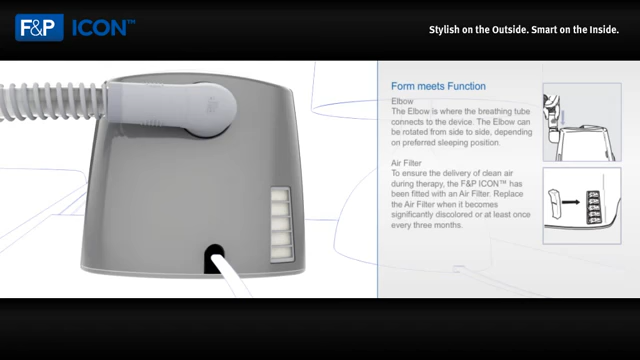 F&P ICON™
Stylish on the Outside. Smart on the Inside.
Form meets Function
Elbow
The Elbow is where the breathing tube
connects to the device. The Elbow can
be rotated from side to side, depending
on preferred sleeping position.
Air Filter
To ensure the delivery of clean air
during therapy, the F&P ICON™ has
been fitted with an Air Filter. Replace
the Air Filter when it becomes
significantly discolored or at least once
every three months.